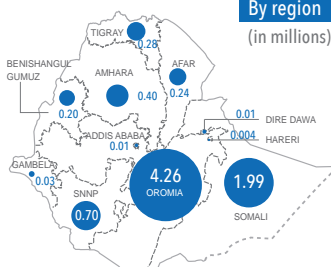 By region
(in millions)
TIGRAY
0.28
BENISHANGUL
GUMUZ
AFAR
0.24
AMHARA
0.40
0.20
0.01
DIRE DAWA
ADDIS ABABA
0.01
0.004
HARERI
GAMBELA
0.03
4.26
OROMIA
1.99
SOMALI
SNNP
0.70